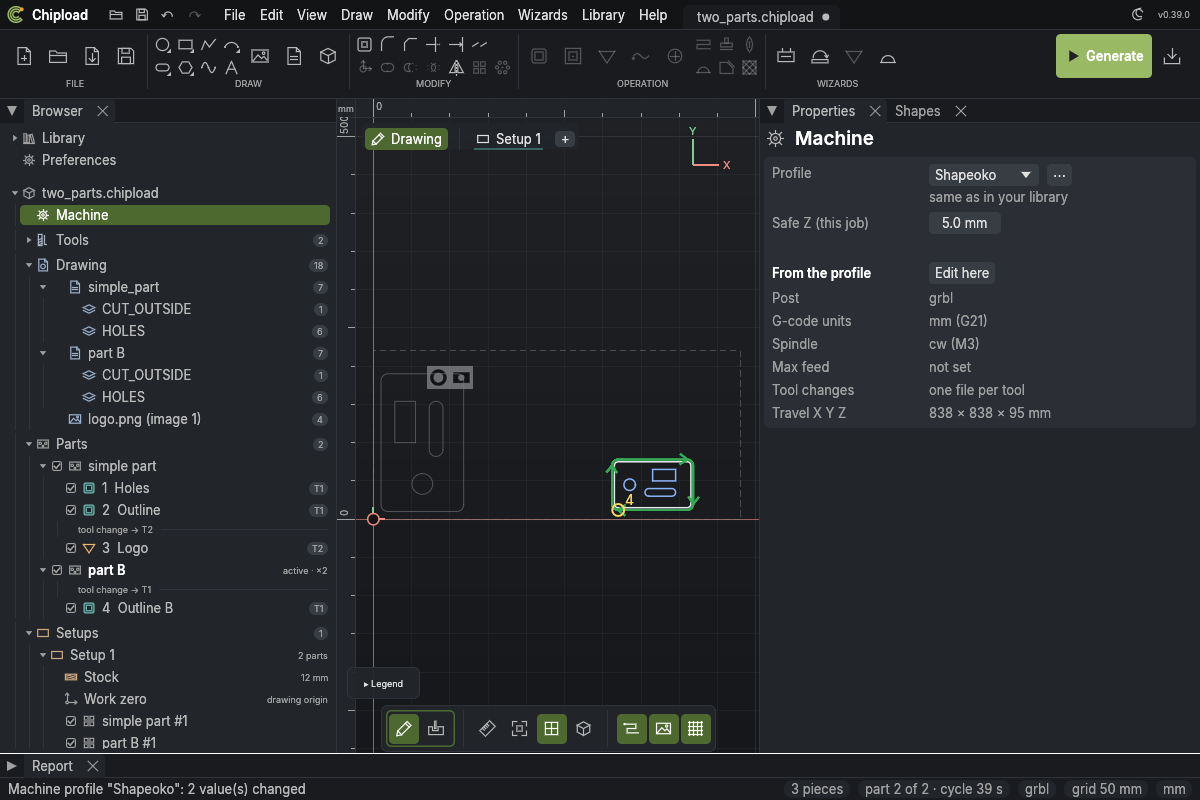 Chipload
File Edit View Draw Modify Operation Wizards Library Help
two_parts.chipload
v0.39.0
FILE
DRAW
MODIFY
OPERATION
WIZARDS
Generate
Browser
Library
Preferences
two_parts.chipload
Machine
Tools 2
Drawing 18
simple_part 7
CUT_OUTSIDE 1
HOLES 6
part B 7
CUT_OUTSIDE 1
HOLES 6
logo.png (image 1) 4
Parts 2
simple part
1 Holes T1
2 Outline T1
tool change → T2
3 Logo T2
part B active · ×2
tool change → T1
4 Outline B T1
Setups 1
Setup 1 2 parts
Stock 12 mm
Work zero drawing origin
simple part #1
part B #1
mm
0
500
0
Drawing
Setup 1
+
Y
X
4
Legend
Properties
Shapes
Machine
Profile Shapeoko ...
same as in your library
Safe Z (this job) 5.0 mm
From the profile Edit here
Post grbl
G-code units mm (G21)
Spindle cw (M3)
Max feed not set
Tool changes one file per tool
Travel X Y Z 838 × 838 × 95 mm
Report
Machine profile "Shapeoko": 2 value(s) changed
3 pieces
part 2 of 2 · cycle 39 s
grbl
grid 50 mm
mm